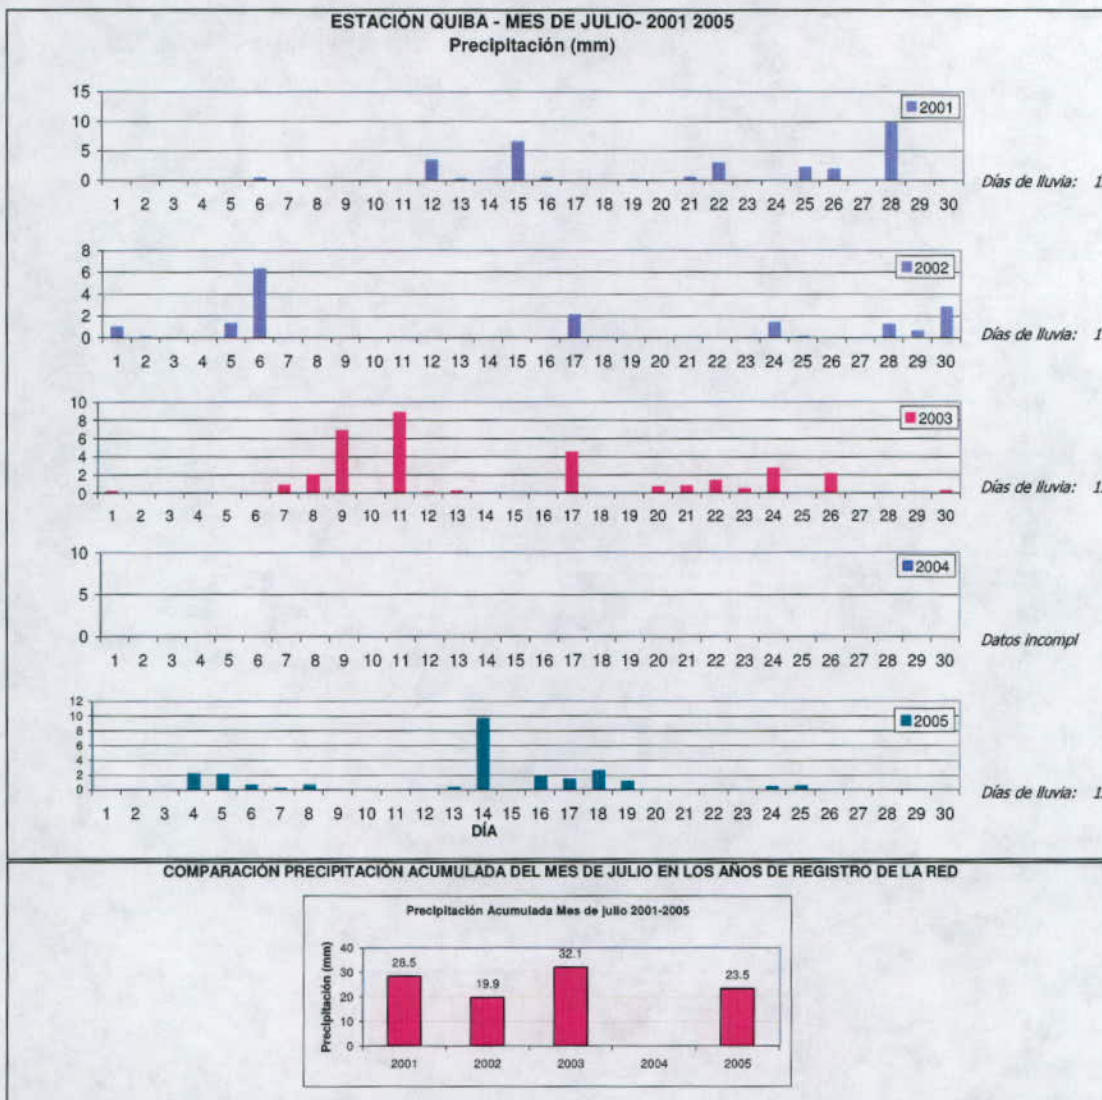 ESTACIÓN QUIBA - MES DE JULIO- 2001 2005
Precipitación (mm)
15
10
5
0
2001
1 2 3 4 5 6 7 8 9 10 11 12 13 14 15 16 17 18 19 20 21 22 23 24 25 26 27 28 29 30
Días de lluvia: 1
8
6
4
2
0
2002
1 2 3 4 5 6 7 8 9 10 11 12 13 14 15 16 17 18 19 20 21 22 23 24 25 26 27 28 29 30
Días de lluvia: 1
10
8
6
4
2
0
2003
1 2 3 4 5 6 7 8 9 10 11 12 13 14 15 16 17 18 19 20 21 22 23 24 25 26 27 28 29 30
Días de lluvia: 1
10
5
0
2004
1 2 3 4 5 6 7 8 9 10 11 12 13 14 15 16 17 18 19 20 21 22 23 24 25 26 27 28 29 30
Datos incompl
12
10
8
6
4
2
0
2005
1 2 3 4 5 6 7 8 9 10 11 12 13 14 15 16 17 18 19 20 21 22 23 24 25 26 27 28 29 30
Días de lluvia: 1
DÍA
COMPARACIÓN PRECIPITACIÓN ACUMULADA DEL MES DE JULIO EN LOS AÑOS DE REGISTRO DE LA RED
Precipitación Acumulada Mes de julio 2001-2005
Precipitación (mm)
40
30
20
10
0
28.5
19.9
32.1
23.5
2001 2002 2003 2004 2005